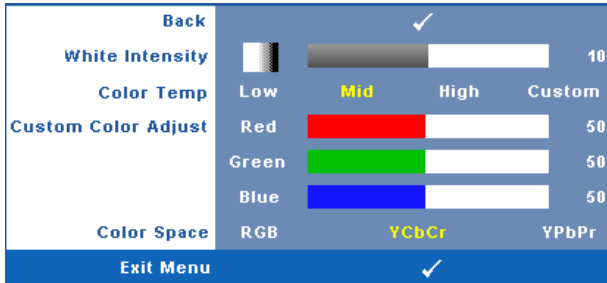 Back
White Intensity 10
Color Temp Low Mid High Custom
Custom Color Adjust Red 50
Green 50
Blue 50
Color Space RGB YCbCr YPbPr
Exit Menu